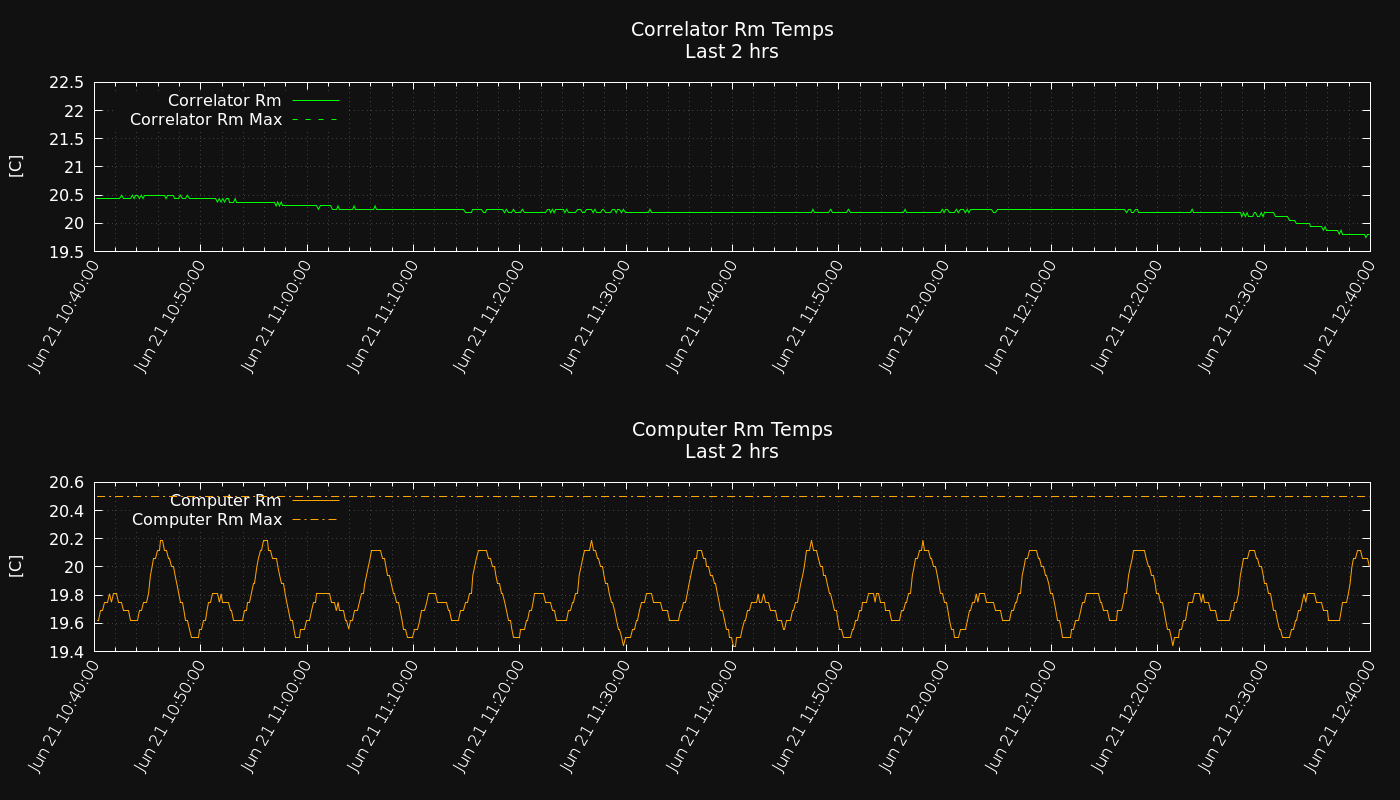 Correlator Rm Temps
Last 2 hrs
22.5
22
21.5
21
20.5
20
19.5
[C]
Correlator Rm
Correlator Rm Max
Jun 21 10:40:00
Jun 21 10:50:00
Jun 21 11:00:00
Jun 21 11:10:00
Jun 21 11:20:00
Jun 21 11:30:00
Jun 21 11:40:00
Jun 21 11:50:00
Jun 21 12:00:00
Jun 21 12:10:00
Jun 21 12:20:00
Jun 21 12:30:00
Jun 21 12:40:00
Computer Rm Temps
Last 2 hrs
20.6
20.4
20.2
20
19.8
19.6
19.4
[C]
Computer Rm
Computer Rm Max
Jun 21 10:40:00
Jun 21 10:50:00
Jun 21 11:00:00
Jun 21 11:10:00
Jun 21 11:20:00
Jun 21 11:30:00
Jun 21 11:40:00
Jun 21 11:50:00
Jun 21 12:00:00
Jun 21 12:10:00
Jun 21 12:20:00
Jun 21 12:30:00
Jun 21 12:40:00